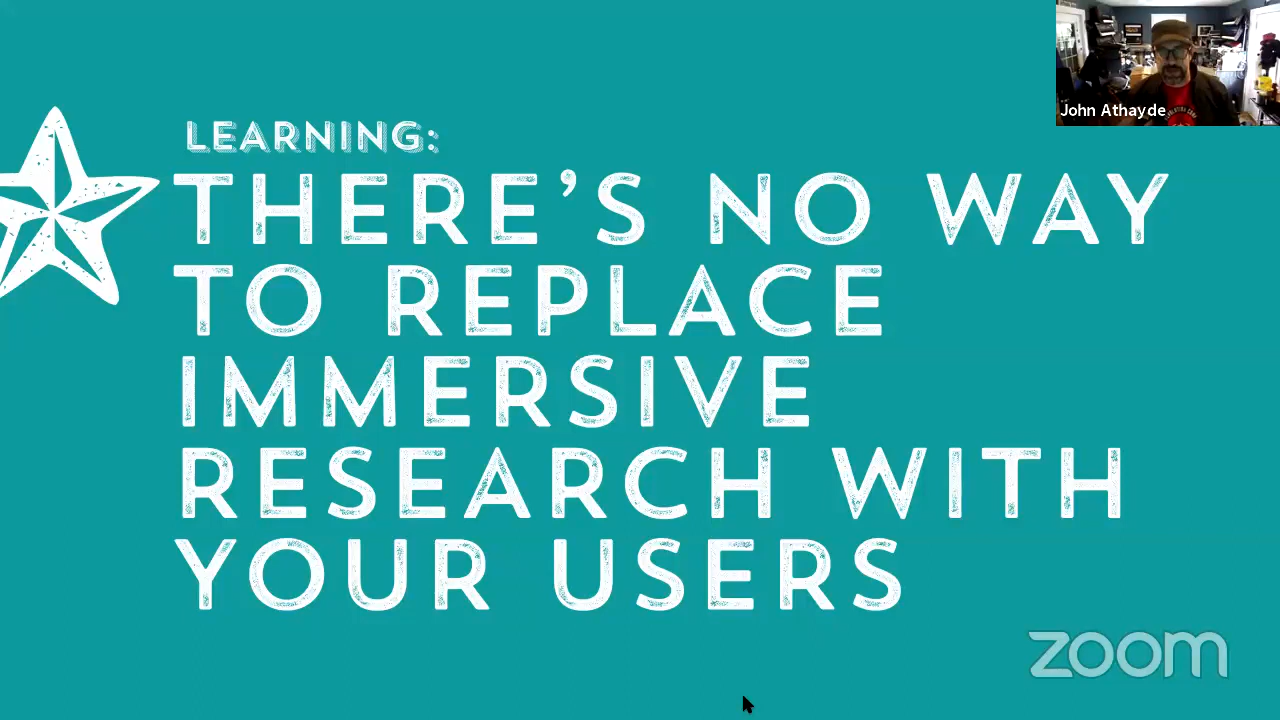 LEARNING:
THERE'S NO WAY
TO REPLACE
IMMERSIVE
RESEARCH WITH
YOUR USERS
John Athayde
zoom